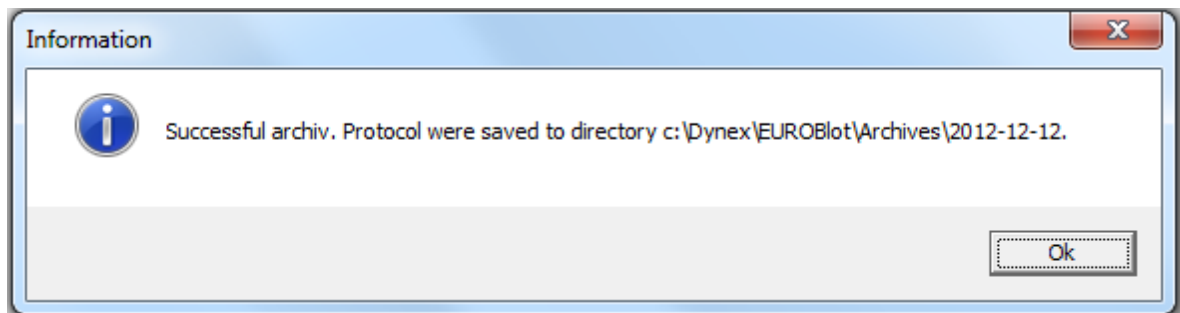 Information
Successful archiv. Protocol were saved to directory c:\Dynex\EUROBlot\Archives\2012-12-12.
Ok